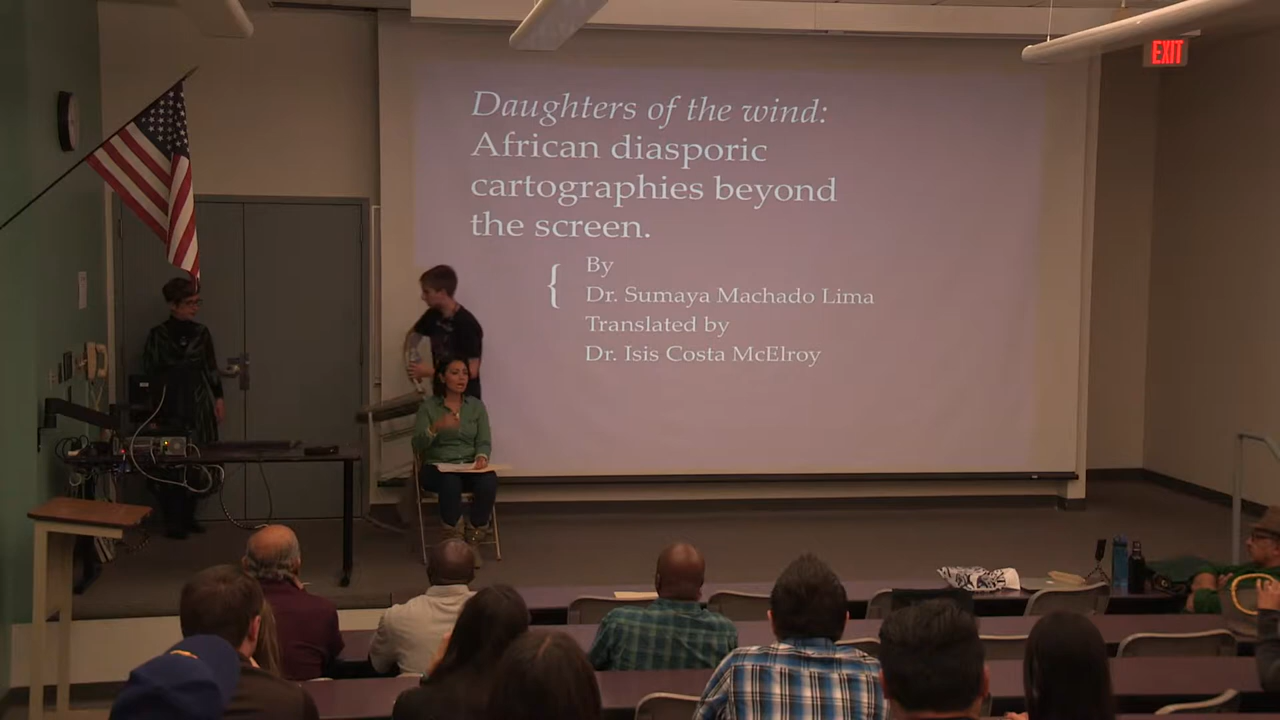 EXIT
Daughters of the wind:
African diasporic
cartographies beyond
the screen.
{ By
Dr. Sumaya Machado Lima
Translated by
Dr. Isis Costa McElroy